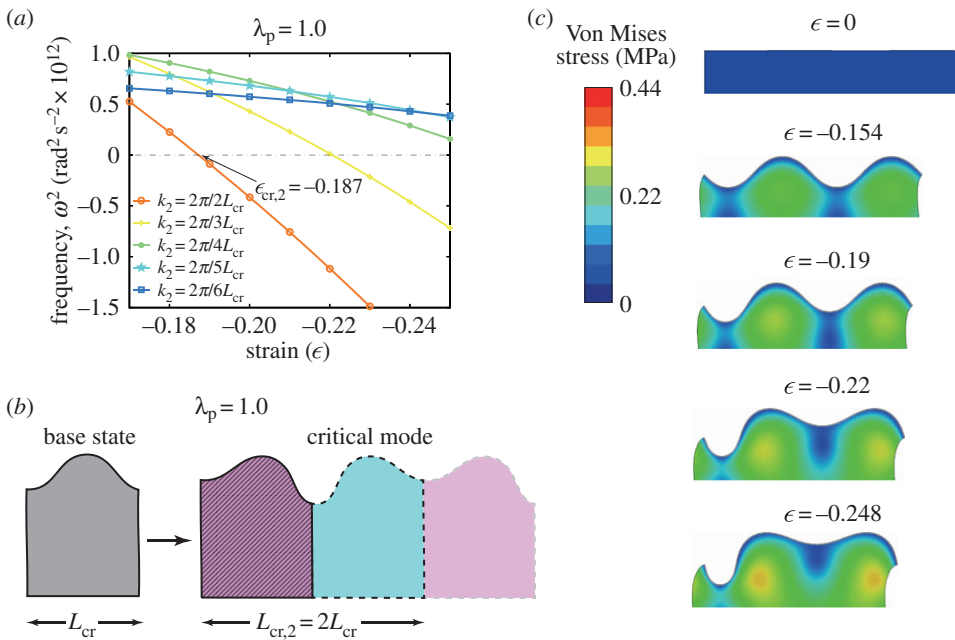 (a)
λp = 1.0
frequency, ω² (rad² s⁻² × 10¹²)
1.0
0.5
0
−0.5
−1.0
−1.5
ϵcr,2 = −0.187
k2 = 2π/2Lcr
k2 = 2π/3Lcr
k2 = 2π/4Lcr
k2 = 2π/5Lcr
k2 = 2π/6Lcr
−0.18 −0.20 −0.22 −0.24
strain (ϵ)
(b)
λp = 1.0
base state
critical mode
Lcr
Lcr,2 = 2Lcr
(c)
Von Mises
stress (MPa)
0.44
0.22
0
ϵ = 0
ϵ = −0.154
ϵ = −0.19
ϵ = −0.22
ϵ = −0.248